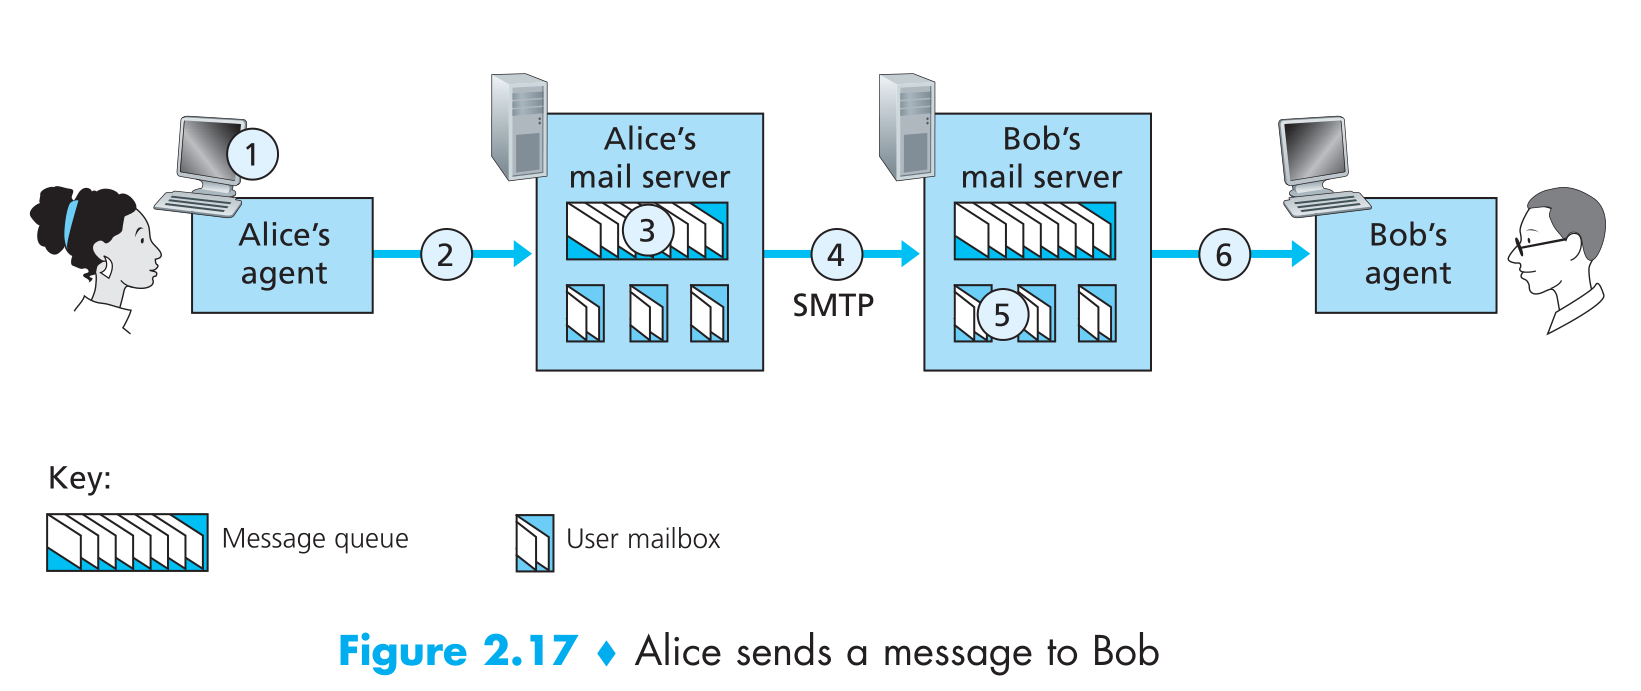 1
Alice's
agent
2
Alice's
mail server
3
4
SMTP
Bob's
mail server
5
6
Bob's
agent
Key:
Message queue
User mailbox
Figure 2.17 ♦ Alice sends a message to Bob